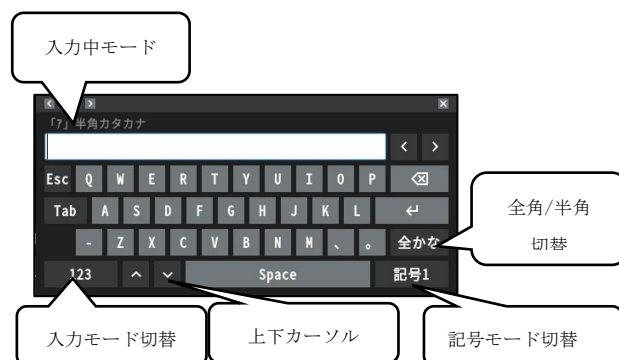 入力中モード
「ｱ」半角カタカナ
Esc Q W E R T Y U I O P
Tab A S D F G H J K L
全角/半角
切替
- Z X C V B N M 、 。 全かな
123 Space 記号1
入力モード切替
上下カーソル
記号モード切替